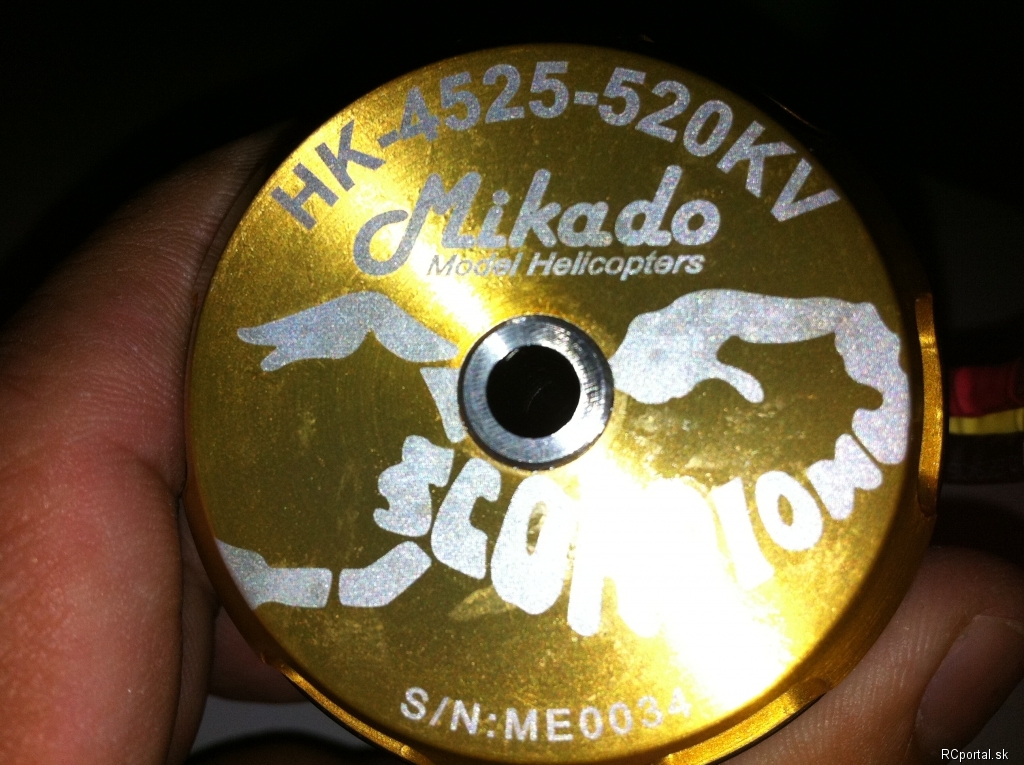 HK-4525-520KV
Mikado
Model Helicopters
SCORPION
S/N:ME0034
RCportal.sk